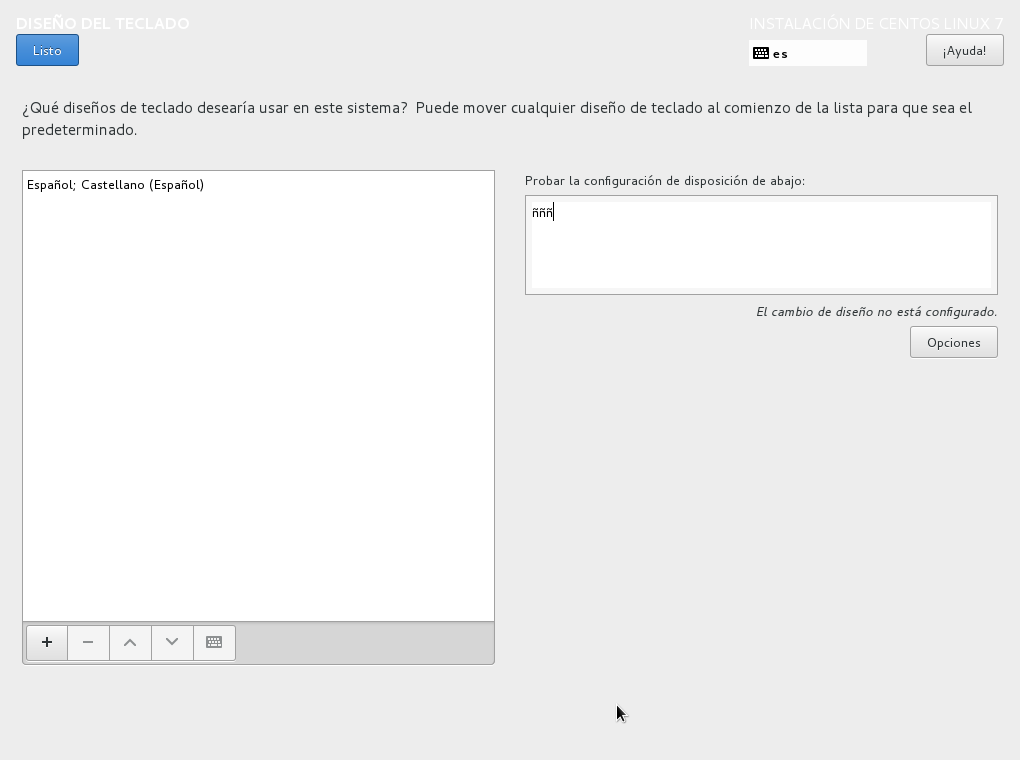 DISEÑO DEL TECLADO
INSTALACIÓN DE CENTOS LINUX 7
Listo
es
¡Ayuda!
¿Qué diseños de teclado desearía usar en este sistema?  Puede mover cualquier diseño de teclado al comienzo de la lista para que sea el
predeterminado.
Español; Castellano (Español)
Probar la configuración de disposición de abajo:
ñññ
El cambio de diseño no está configurado.
Opciones